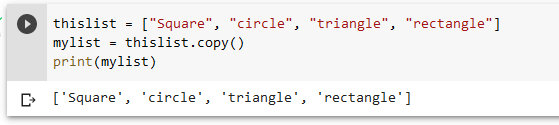 thislist = ["Square", "circle", "triangle", "rectangle"]
mylist = thislist.copy()
print(mylist)
['Square', 'circle', 'triangle', 'rectangle']